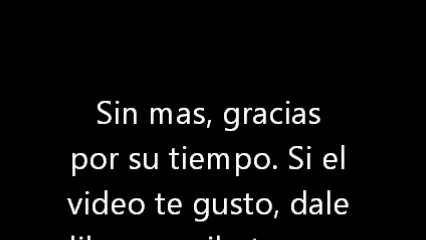 Sin mas, gracias
por su tiempo. Si el
video te gusto, dale